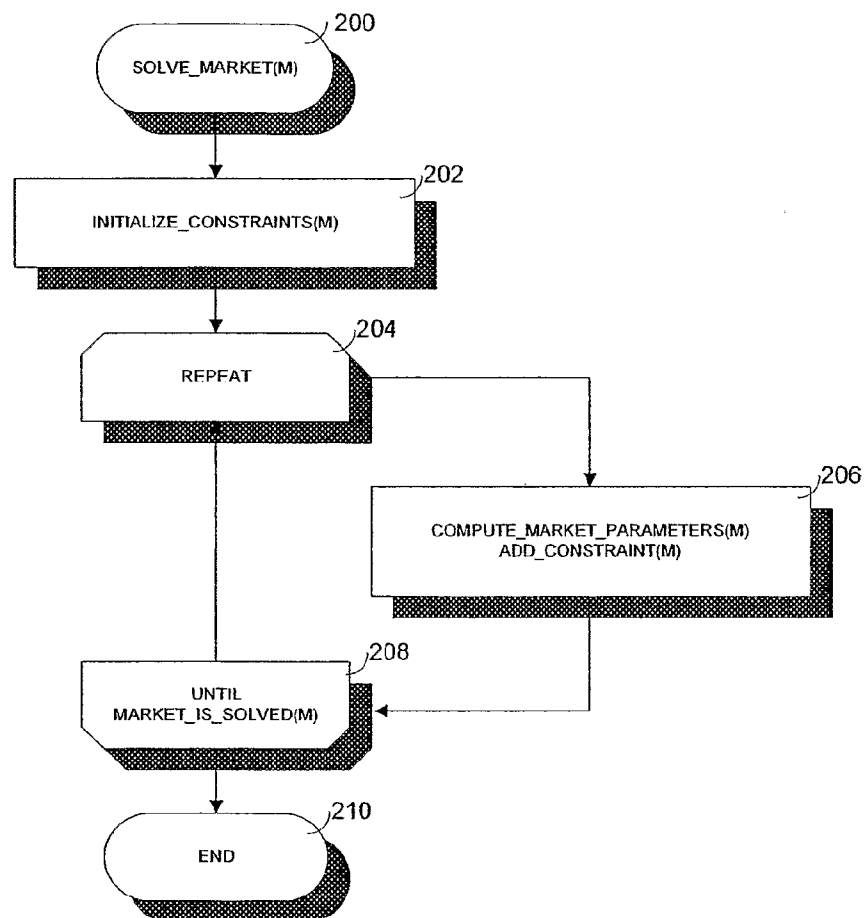 200
SOLVE_MARKET(M)
202
INITIALIZE_CONSTRAINTS(M)
204
REPEAT
206
COMPUTE_MARKET_PARAMETERS(M)
ADD_CONSTRAINT(M)
208
UNTIL
MARKET_IS_SOLVED(M)
210
END